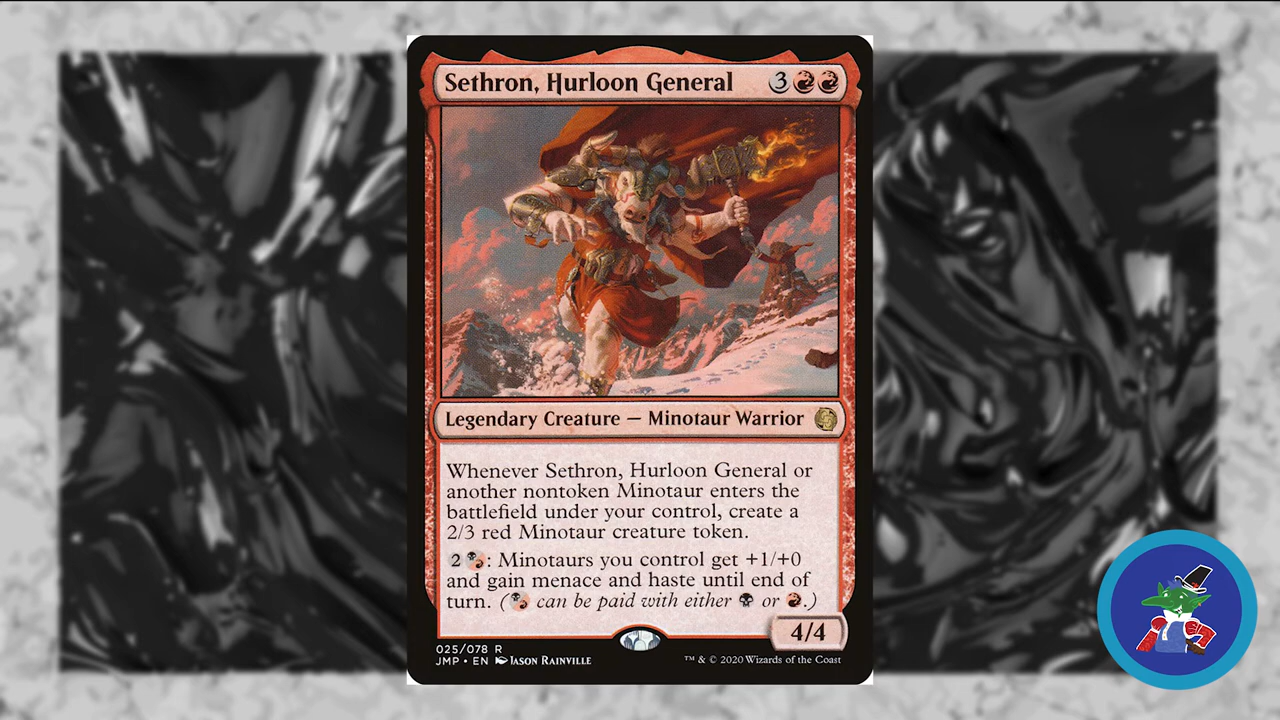 Sethron, Hurloon General 3
Legendary Creature — Minotaur Warrior
Whenever Sethron, Hurloon General or
another nontoken Minotaur enters the
battlefield under your control, create a
2/3 red Minotaur creature token.
2 : Minotaurs you control get +1/+0
and gain menace and haste until end of
turn. ( can be paid with either or .)
4/4
025/078 R
JMP • EN Jason Rainville
™ & © 2020 Wizards of the Coast